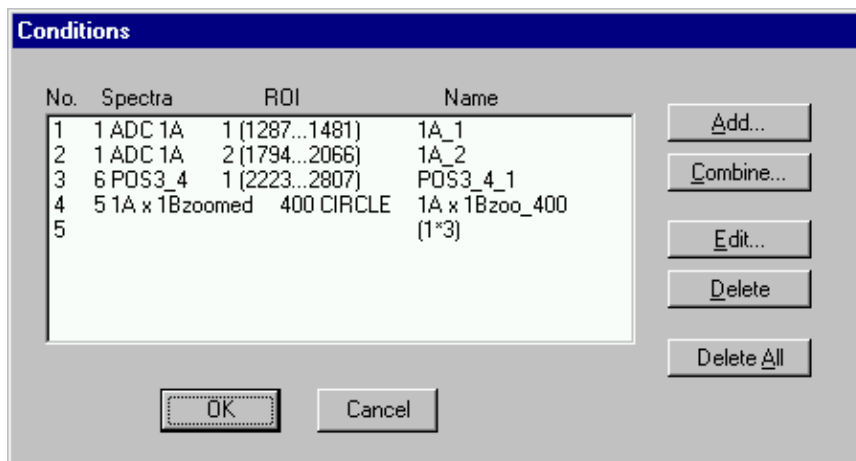 Conditions
No. Spectra ROI Name
1 1 ADC 1A 1 (1287...1481) 1A_1
2 1 ADC 1A 2 (1794...2066) 1A_2
3 6 POS3_4 1 (2223...2807) POS3_4_1
4 5 1A x 1Bzoomed 400 CIRCLE 1A x 1Bzoo_400
5 (1*3)
Add...
Combine...
Edit...
Delete
Delete All
OK Cancel